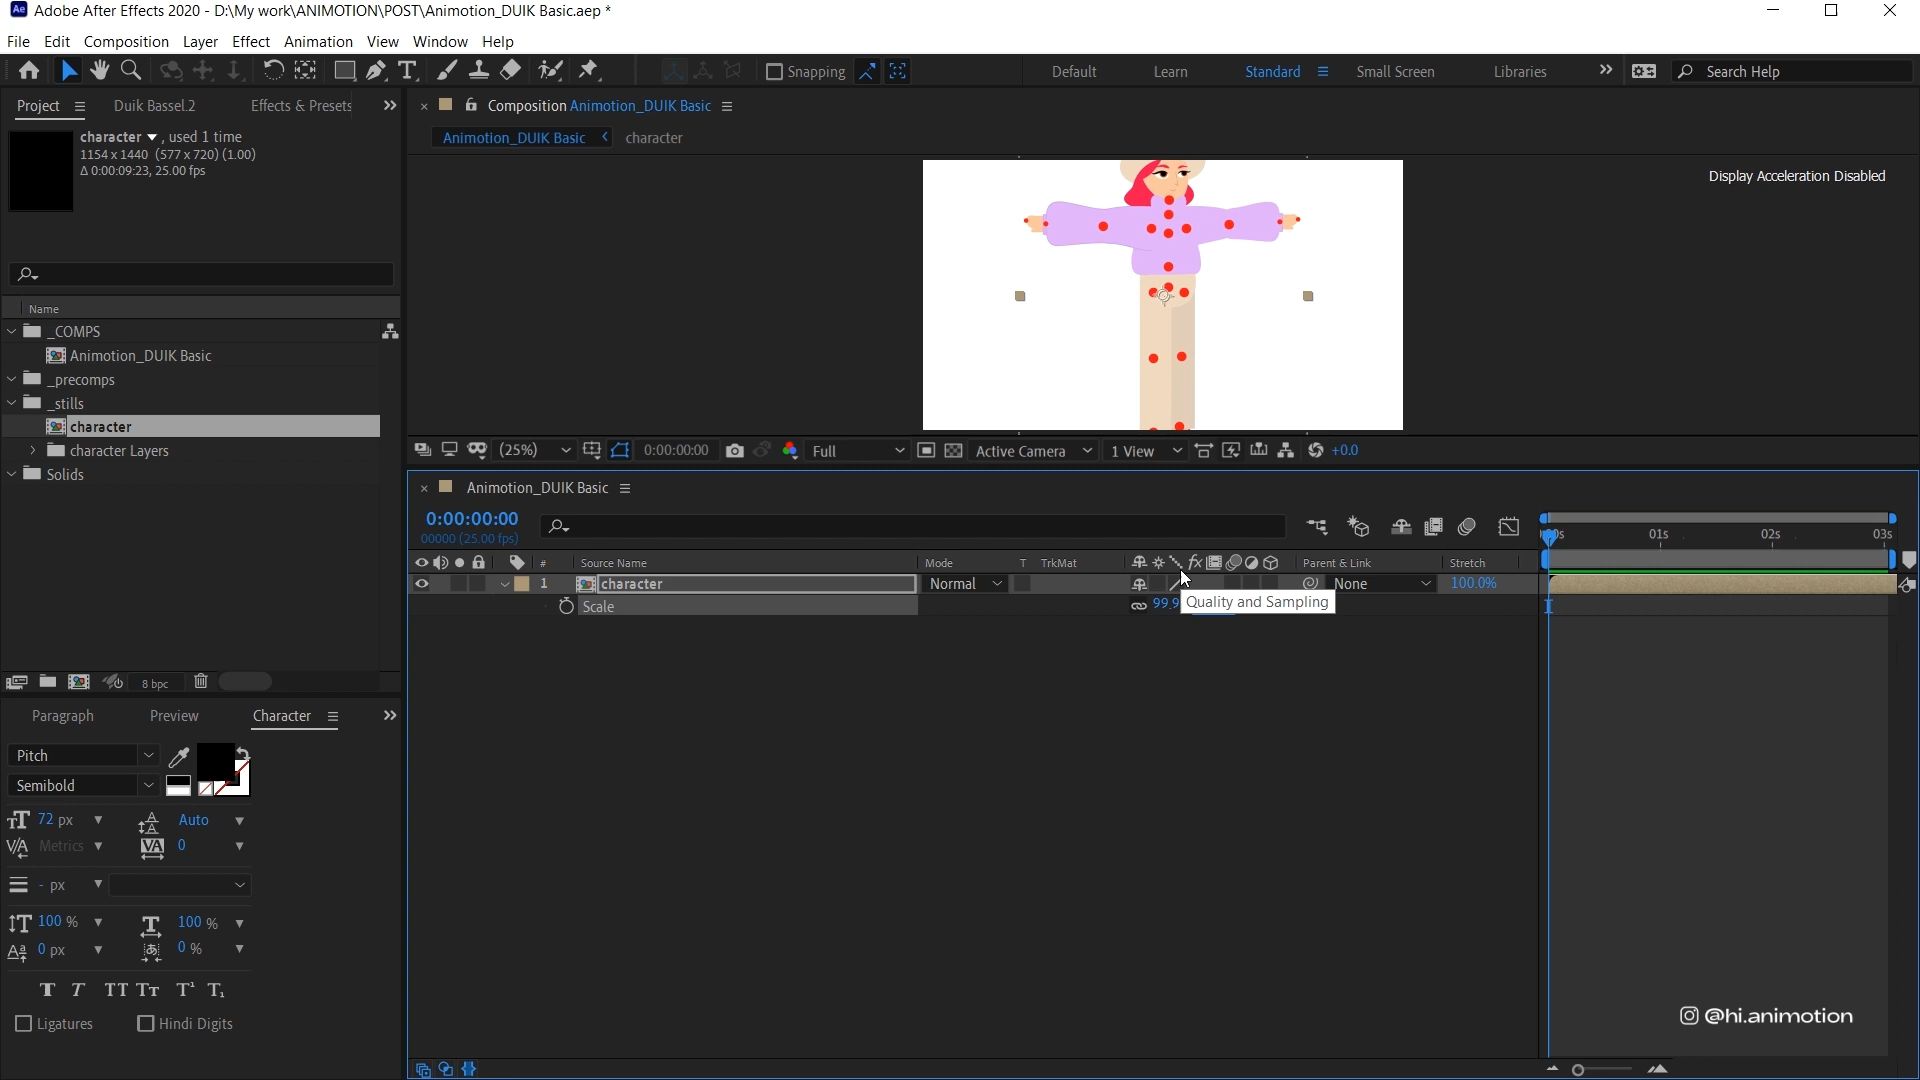 Adobe After Effects 2020 - D:\My work\ANIMOTION\POST\Animotion_DUIK Basic.aep *
File Edit Composition Layer Effect Animation View Window Help
Snapping
Default Learn Standard Small Screen Libraries
Search Help
Project Duik Bassel.2 Effects & Presets
Composition Animotion_DUIK Basic
Animotion_DUIK Basic character
character , used 1 time
1154 x 1440 (577 x 720) (1.00)
Δ 0:00:09:23, 25.00 fps
Display Acceleration Disabled
Name
_COMPS
Animotion_DUIK Basic
_precomps
_stills
character
character Layers
Solids
8 bpc
(25%) 0:00:00:00 Full Active Camera 1 View +0.0
Animotion_DUIK Basic
0:00:00:00
00000 (25.00 fps)
01s 02s 03s
# Source Name Mode T TrkMat Parent & Link Stretch
1 character Normal None 100.0%
Scale 99.9
Quality and Sampling
Paragraph Preview Character
Pitch
Semibold
72 px Auto
Metrics 0
- px
100 % 100 %
0 px 0 %
T T TT Tt T¹ T₁
Ligatures Hindi Digits
@hi.animotion